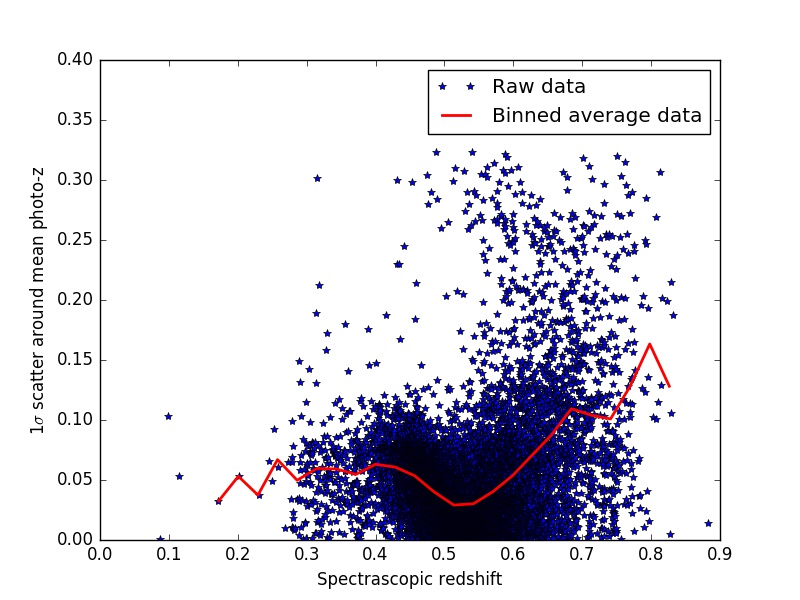 0.40
0.35
0.30
0.25
0.20
0.15
0.10
0.05
0.00
1σ scatter around mean photo-z
Raw data
Binned average data
0.0 0.1 0.2 0.3 0.4 0.5 0.6 0.7 0.8 0.9
Spectrascopic redshift